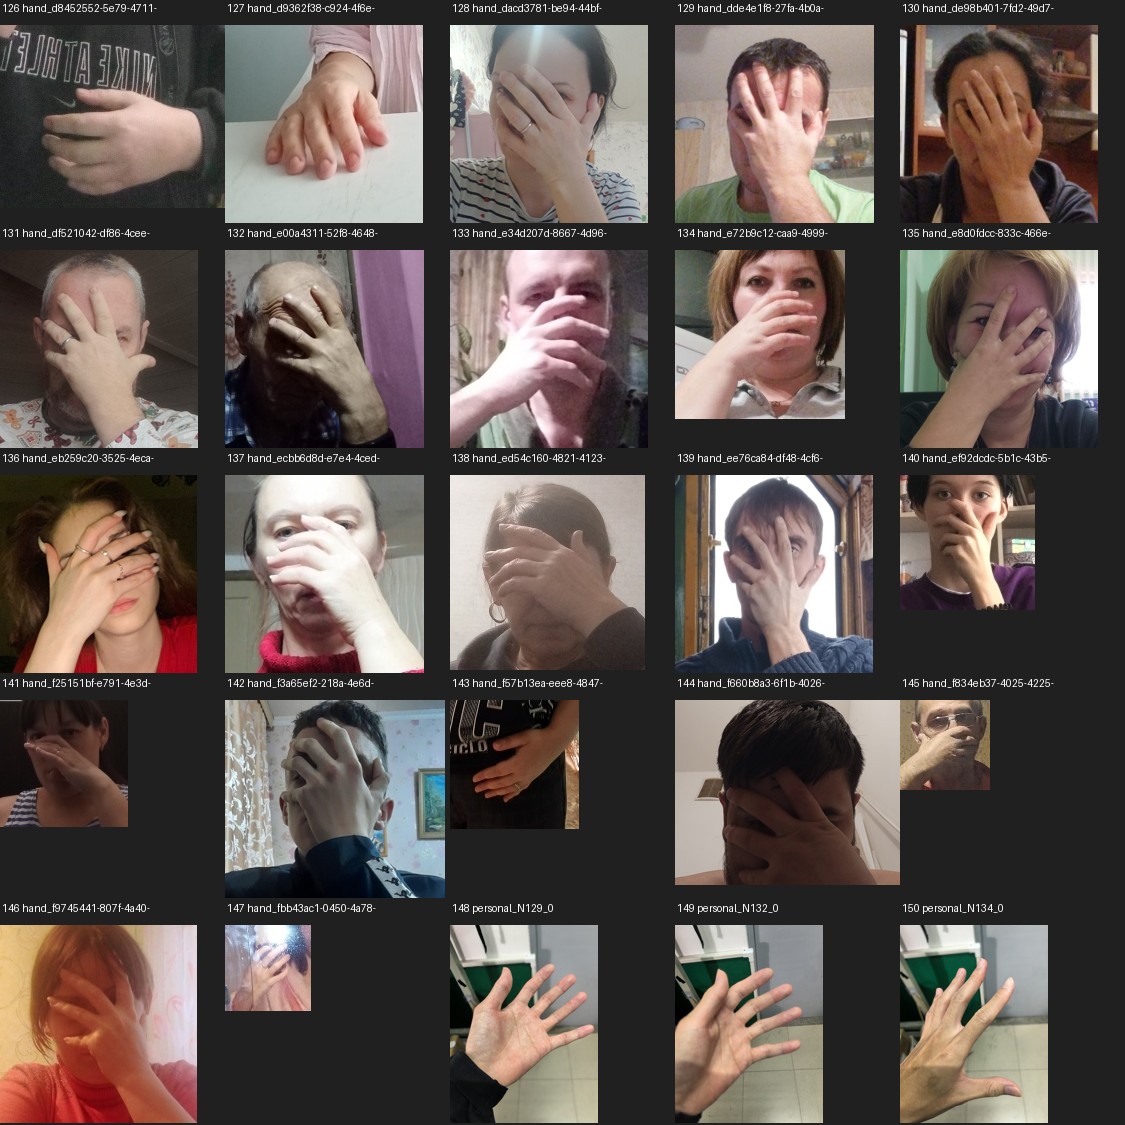 126 hand_d8452552-5e79-4711-
127 hand_d9362f38-c924-4f6e-
128 hand_dacd3781-be94-44bf-
129 hand_dde4e1f8-27fa-4b0a-
130 hand_de98b401-7fd2-49d7-
NIKE ATHLET
131 hand_df521042-df86-4cee-
132 hand_e00a4311-52f8-4648-
133 hand_e34d207d-8667-4d96-
134 hand_e72b9c12-caa9-4999-
135 hand_e8d0fdcc-833c-466e-
136 hand_eb259c20-3525-4eca-
137 hand_ecbb6d8d-e7e4-4ced-
138 hand_ed54c160-4821-4123-
139 hand_ee76ca84-df48-4cf6-
140 hand_ef92dcdc-5b1c-43b5-
141 hand_f25151bf-e791-4e3d-
142 hand_f3a65ef2-218a-4e6d-
143 hand_f57b13ea-eee8-4847-
144 hand_f660b8a3-6f1b-4026-
145 hand_f834eb37-4025-4225-
146 hand_f9745441-807f-4a40-
147 hand_fbb43ac1-0450-4a78-
148 personal_N129_0
149 personal_N132_0
150 personal_N134_0